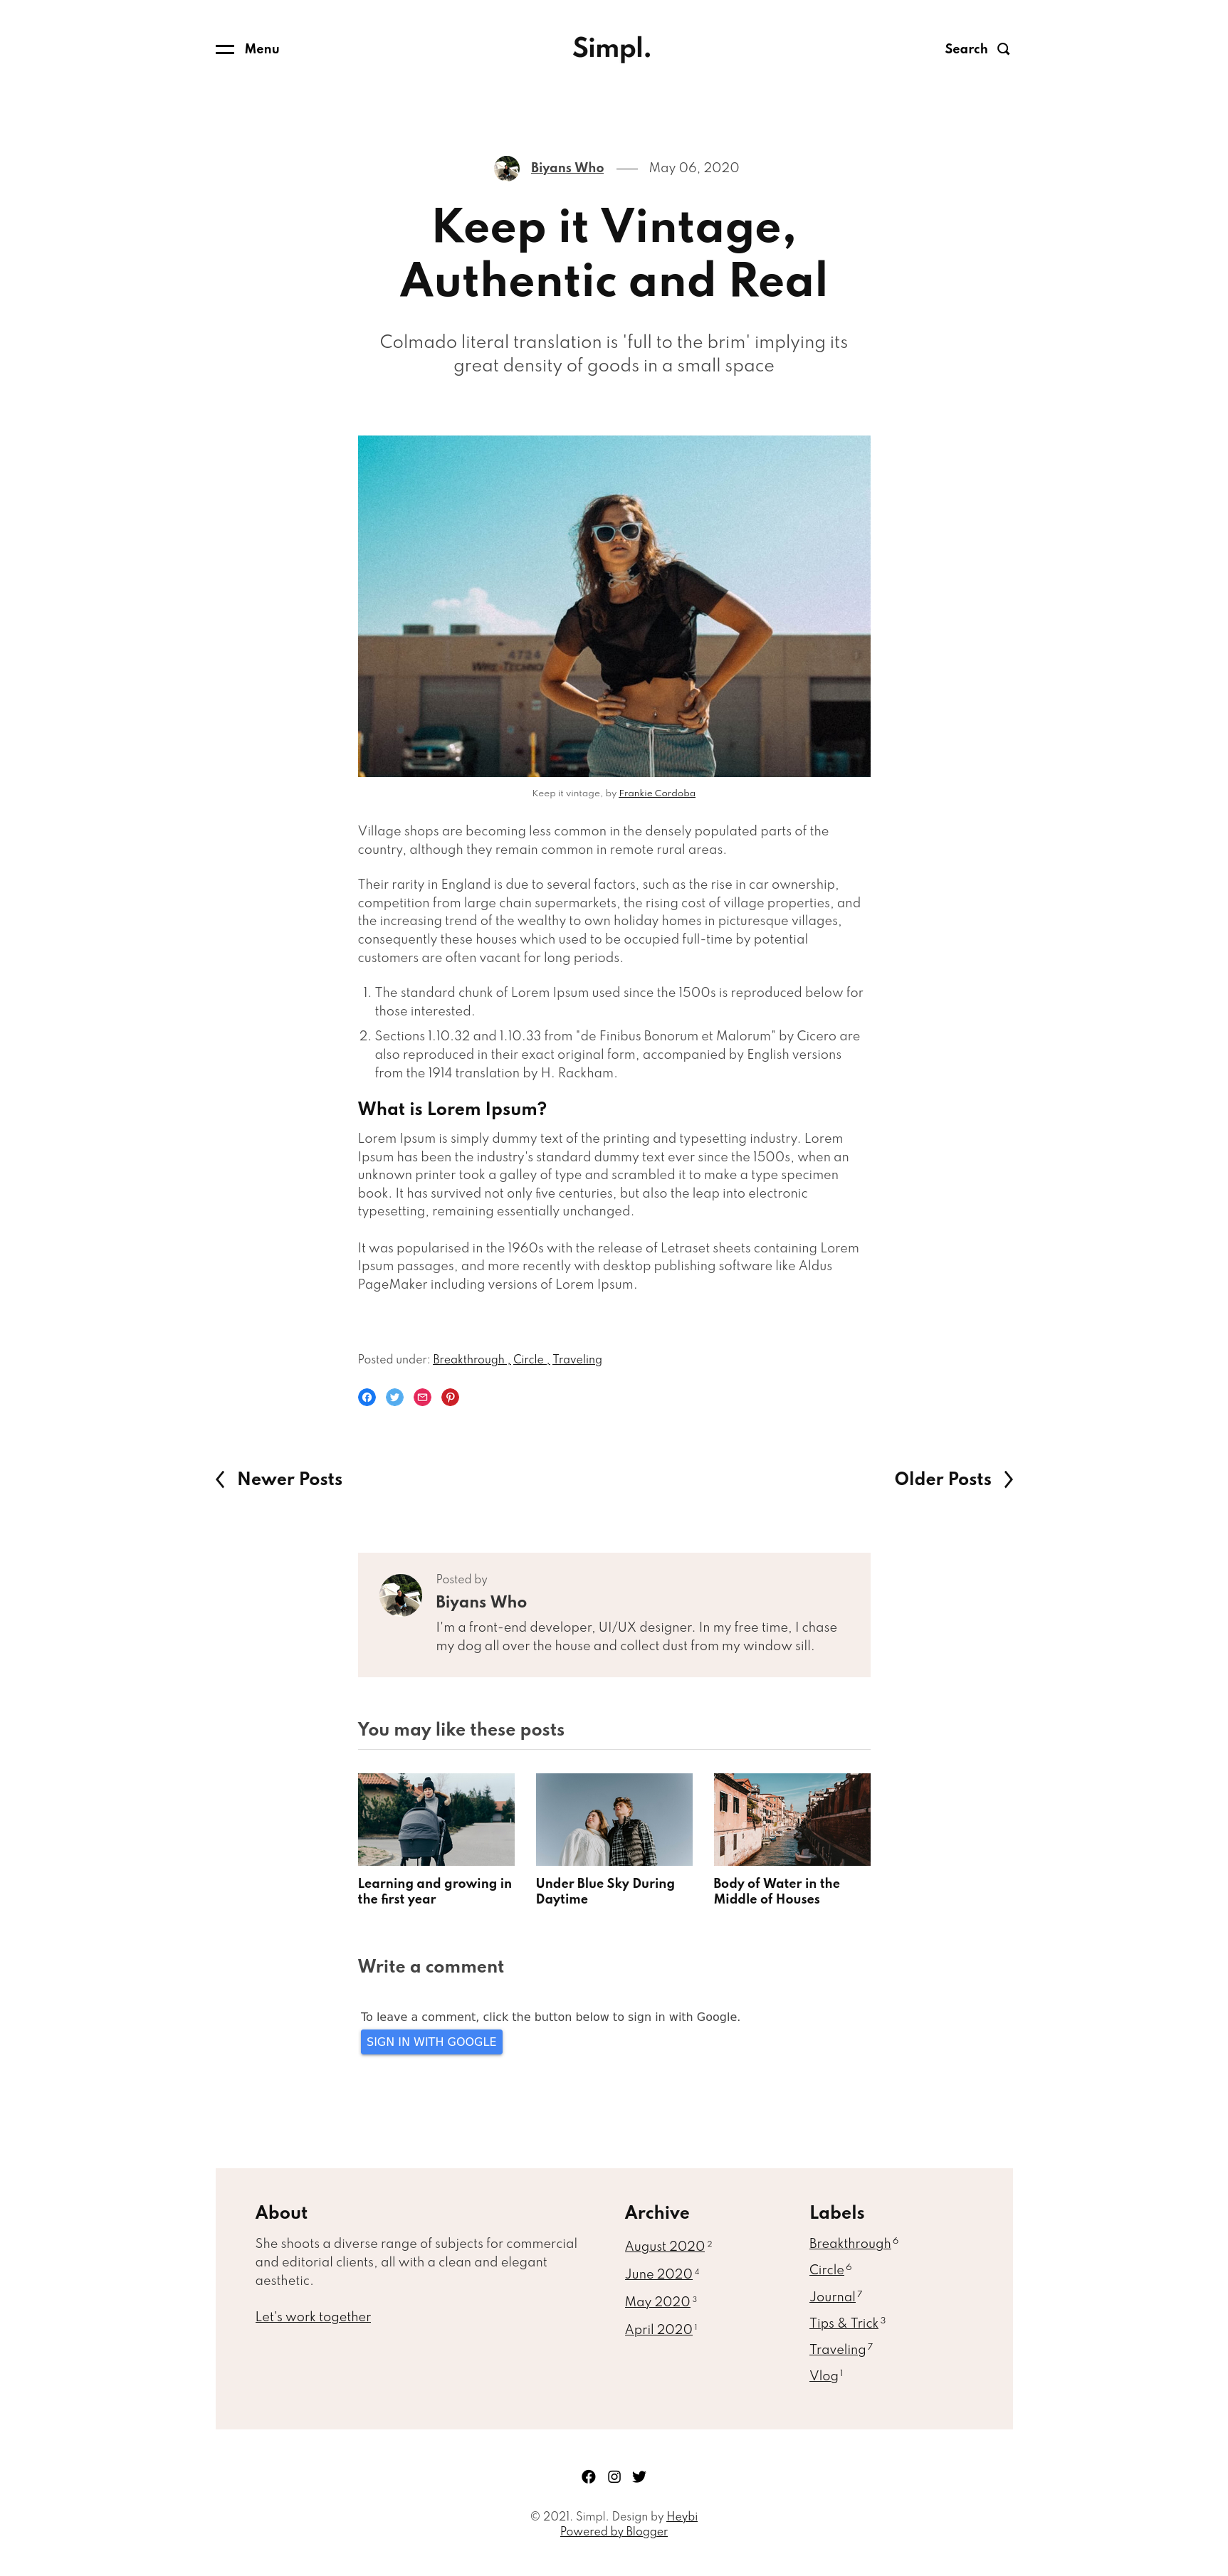 Menu
Simpl.
Search
Biyans Who
May 06, 2020
Keep it Vintage,
Authentic and Real
Colmado literal translation is 'full to the brim' implying its
great density of goods in a small space
4724
Keep it vintage, by Frankie Cordoba
Village shops are becoming less common in the densely populated parts of the
country, although they remain common in remote rural areas.
Their rarity in England is due to several factors, such as the rise in car ownership,
competition from large chain supermarkets, the rising cost of village properties, and
the increasing trend of the wealthy to own holiday homes in picturesque villages,
consequently these houses which used to be occupied full-time by potential
customers are often vacant for long periods.
1. The standard chunk of Lorem Ipsum used since the 1500s is reproduced below for
those interested.
2. Sections 1.10.32 and 1.10.33 from "de Finibus Bonorum et Malorum" by Cicero are
also reproduced in their exact original form, accompanied by English versions
from the 1914 translation by H. Rackham.
What is Lorem Ipsum?
Lorem Ipsum is simply dummy text of the printing and typesetting industry. Lorem
Ipsum has been the industry's standard dummy text ever since the 1500s, when an
unknown printer took a galley of type and scrambled it to make a type specimen
book. It has survived not only five centuries, but also the leap into electronic
typesetting, remaining essentially unchanged.
It was popularised in the 1960s with the release of Letraset sheets containing Lorem
Ipsum passages, and more recently with desktop publishing software like Aldus
PageMaker including versions of Lorem Ipsum.
Posted under: Breakthrough , Circle , Traveling
Newer Posts
Older Posts
Posted by
Biyans Who
I'm a front-end developer, UI/UX designer. In my free time, I chase
my dog all over the house and collect dust from my window sill.
You may like these posts
Learning and growing in
the first year
Under Blue Sky During
Daytime
Body of Water in the
Middle of Houses
Write a comment
To leave a comment, click the button below to sign in with Google.
SIGN IN WITH GOOGLE
About
She shoots a diverse range of subjects for commercial
and editorial clients, all with a clean and elegant
aesthetic.
Let's work together
Archive
August 2020 2
June 2020 4
May 2020 3
April 2020 1
Labels
Breakthrough 6
Circle 6
Journal 7
Tips & Trick 3
Traveling 7
Vlog 1
© 2021. Simpl. Design by Heybi
Powered by Blogger